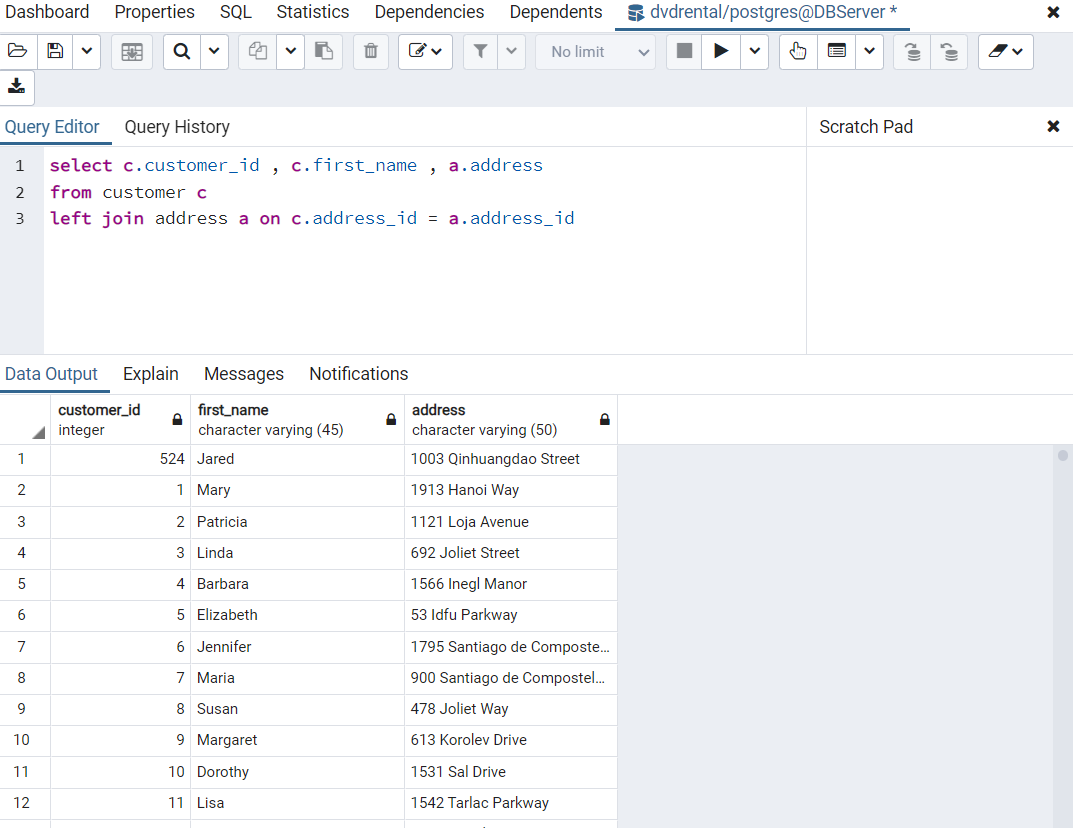 Dashboard Properties SQL Statistics Dependencies Dependents dvdrental/postgres@DBServer *
No limit
Query Editor Query History Scratch Pad
1 select c.customer_id , c.first_name , a.address
2 from customer c
3 left join address a on c.address_id = a.address_id
Data Output Explain Messages Notifications
customer_id first_name address
integer character varying (45) character varying (50)
1 524 Jared 1003 Qinhuangdao Street
2 1 Mary 1913 Hanoi Way
3 2 Patricia 1121 Loja Avenue
4 3 Linda 692 Joliet Street
5 4 Barbara 1566 Inegl Manor
6 5 Elizabeth 53 Idfu Parkway
7 6 Jennifer 1795 Santiago de Composte...
8 7 Maria 900 Santiago de Compostel...
9 8 Susan 478 Joliet Way
10 9 Margaret 613 Korolev Drive
11 10 Dorothy 1531 Sal Drive
12 11 Lisa 1542 Tarlac Parkway